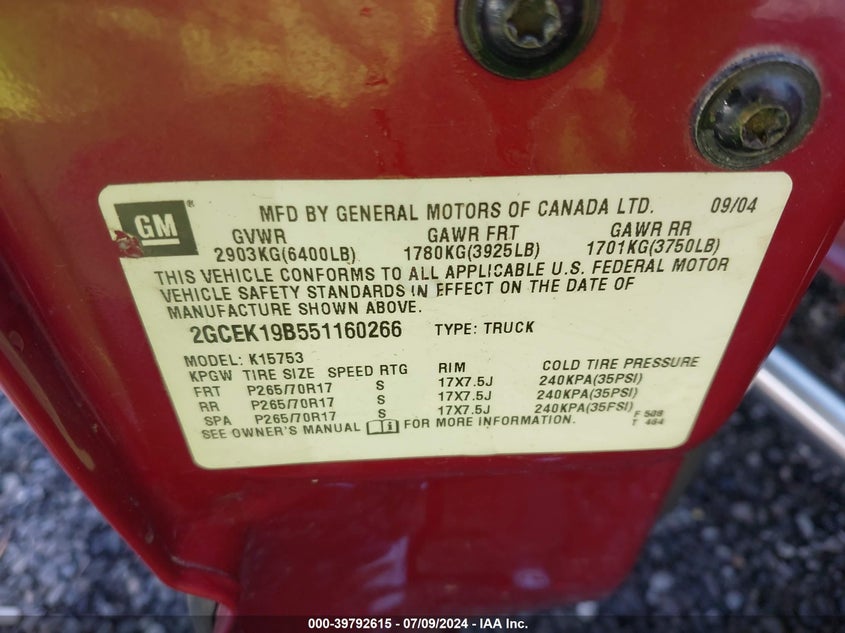 GM ®
MFD BY GENERAL MOTORS OF CANADA LTD. 09/04
GVWR GAWR FRT GAWR RR
2903KG(6400LB) 1780KG(3925LB) 1701KG(3750LB)
THIS VEHICLE CONFORMS TO ALL APPLICABLE U.S. FEDERAL MOTOR
VEHICLE SAFETY STANDARDS IN EFFECT ON THE DATE OF
MANUFACTURE SHOWN ABOVE.
2GCEK19B551160266 TYPE: TRUCK
MODEL: K15753
KPGW TIRE SIZE SPEED RTG RIM COLD TIRE PRESSURE
FRT P265/70R17 S 17X7.5J 240KPA(35PSI)
RR P265/70R17 S 17X7.5J 240KPA(35PSI)
SPA P265/70R17 S 17X7.5J 240KPA(35PSI)
SEE OWNER'S MANUAL FOR MORE INFORMATION.
F 508
T 464
000-39792615 - 07/09/2024 - IAA Inc.